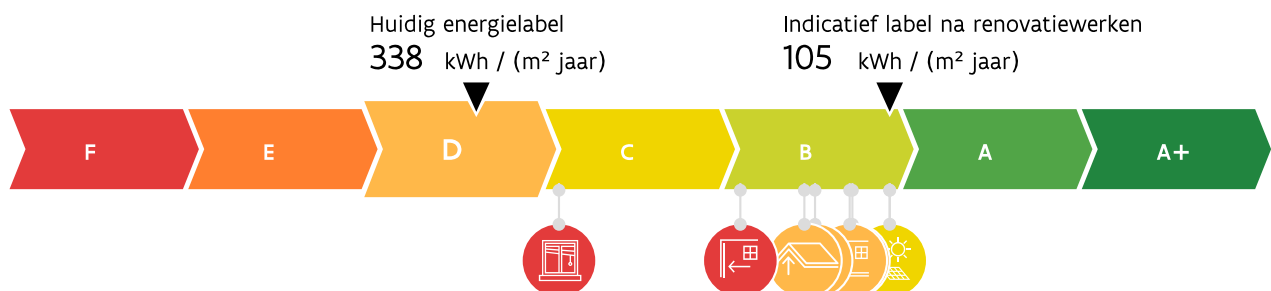 Huidig energielabel
338 kWh / (m² jaar)
Indicatief label na renovatiewerken
105 kWh / (m² jaar)
F E D C B A A+